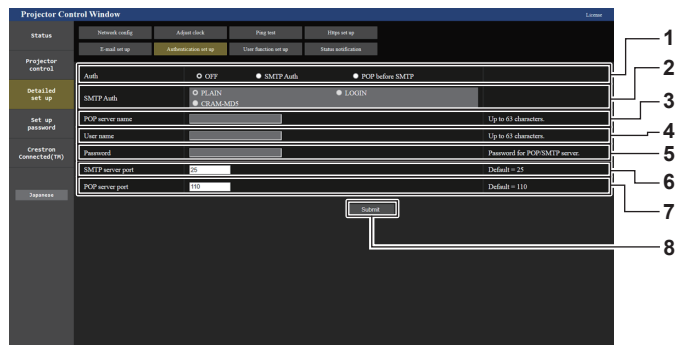 Projector Control Window
License
Status
Network config
Adjust clock
Ping test
Https set up
E-mail set up
Authentication set up
User function set up
Status notification
Projector control
Detailed set up
Set up password
Crestron Connected(TM)
Japanese
Auth
OFF
SMTP Auth
POP before SMTP
1
SMTP Auth
PLAIN
LOGIN
CRAM-MD5
2
POP server name
Up to 63 characters.
3
User name
Up to 63 characters.
4
Password
Password for POP/SMTP server.
5
SMTP server port
25
Default = 25
6
POP server port
110
Default = 110
7
Submit
8